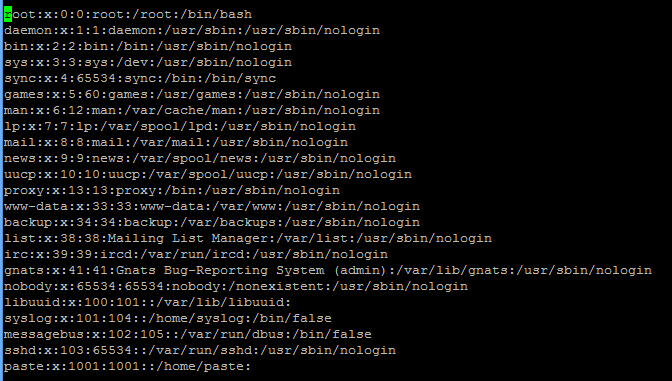 root:x:0:0:root:/root:/bin/bash
daemon:x:1:1:daemon:/usr/sbin:/usr/sbin/nologin
bin:x:2:2:bin:/bin:/usr/sbin/nologin
sys:x:3:3:sys:/dev:/usr/sbin/nologin
sync:x:4:65534:sync:/bin:/bin/sync
games:x:5:60:games:/usr/games:/usr/sbin/nologin
man:x:6:12:man:/var/cache/man:/usr/sbin/nologin
lp:x:7:7:lp:/var/spool/lpd:/usr/sbin/nologin
mail:x:8:8:mail:/var/mail:/usr/sbin/nologin
news:x:9:9:news:/var/spool/news:/usr/sbin/nologin
uucp:x:10:10:uucp:/var/spool/uucp:/usr/sbin/nologin
proxy:x:13:13:proxy:/bin:/usr/sbin/nologin
www-data:x:33:33:www-data:/var/www:/usr/sbin/nologin
backup:x:34:34:backup:/var/backups:/usr/sbin/nologin
list:x:38:38:Mailing List Manager:/var/list:/usr/sbin/nologin
irc:x:39:39:ircd:/var/run/ircd:/usr/sbin/nologin
gnats:x:41:41:Gnats Bug-Reporting System (admin):/var/lib/gnats:/usr/sbin/nologin
nobody:x:65534:65534:nobody:/nonexistent:/usr/sbin/nologin
libuuid:x:100:101::/var/lib/libuuid:
syslog:x:101:104::/home/syslog:/bin/false
messagebus:x:102:105::/var/run/dbus:/bin/false
sshd:x:103:65534::/var/run/sshd:/usr/sbin/nologin
paste:x:1001:1001::/home/paste: